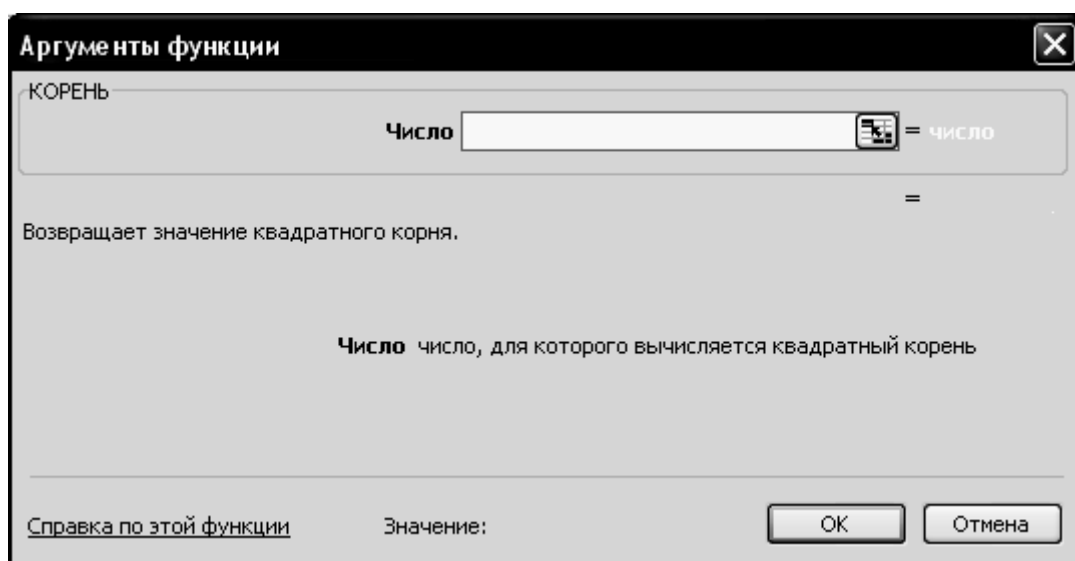 Аргументы функции
КОРЕНЬ
Число = число
=
Возвращает значение квадратного корня.
Число число, для которого вычисляется квадратный корень
Справка по этой функции Значение: ОК Отмена